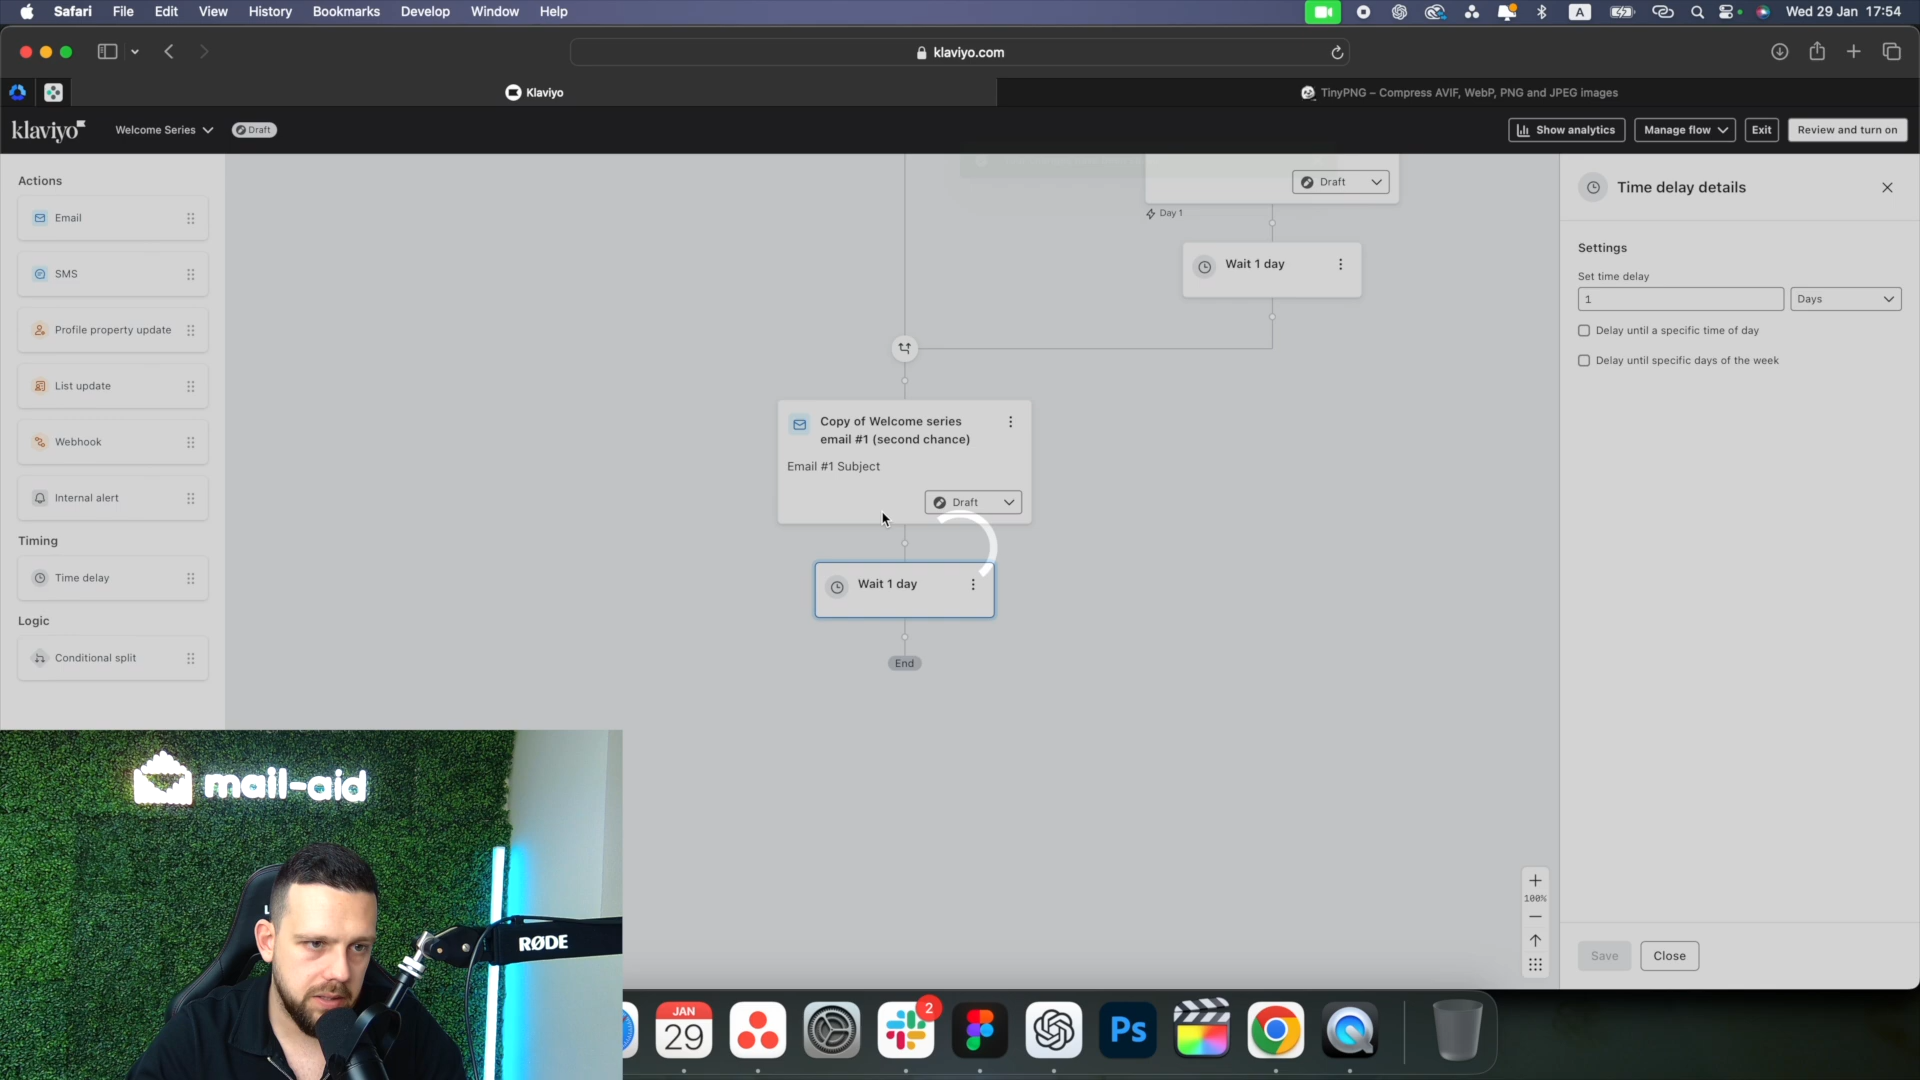 Safari File Edit View History Bookmarks Develop Window Help
A
Wed 29 Jan 17:54
klaviyo.com
Klaviyo
TinyPNG – Compress AVIF, WebP, PNG and JPEG images
klaviyo
Welcome Series
Draft
Show analytics
Manage flow
Exit
Review and turn on
Actions
Email
SMS
Profile property update
List update
Webhook
Internal alert
Timing
Time delay
Logic
Conditional split
Draft
Day 1
Wait 1 day
Copy of Welcome series
email #1 (second chance)
Email #1 Subject
Draft
Wait 1 day
End
Time delay details
Settings
Set time delay
1
Days
Delay until a specific time of day
Delay until specific days of the week
100%
Save
Close
mail-aid
RØDE
JAN
29
2
Ps